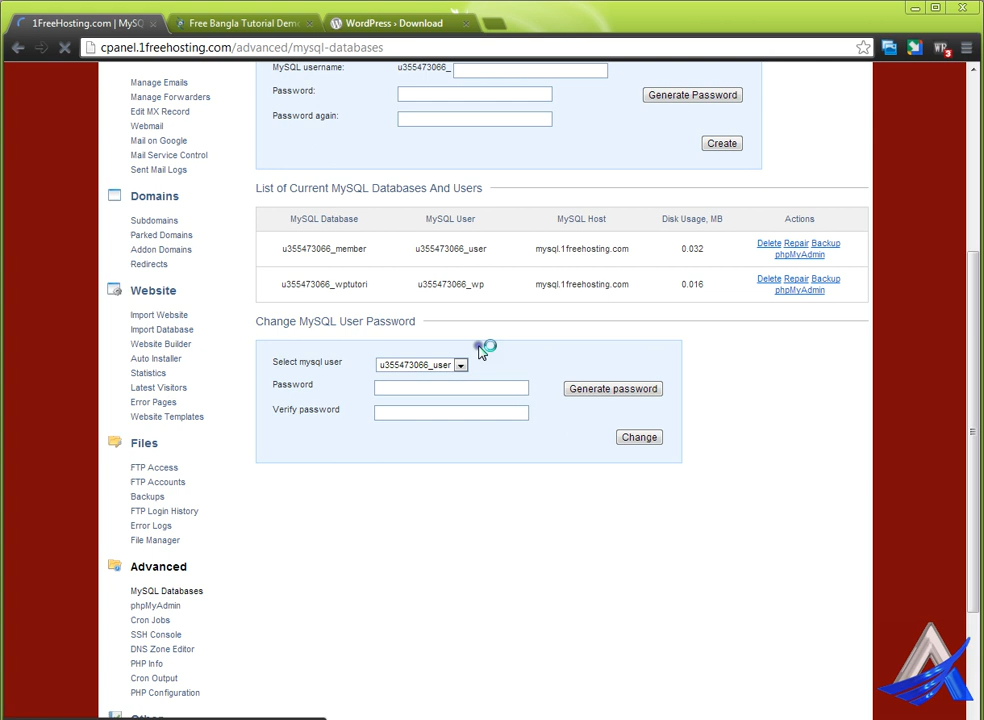 1FreeHosting.com | MySQ
Free Bangla Tutorial Dem
WordPress › Download
cpanel.1freehosting.com/advanced/mysql-databases
MySQL username: u355473066_
Manage Emails
Manage Forwarders
Password: Generate Password
Edit MX Record
Password again:
Webmail
Mail on Google
Create
Mail Service Control
Sent Mail Logs
List of Current MySQL Databases And Users
Domains
MySQL Database MySQL User MySQL Host Disk Usage, MB Actions
Subdomains
Parked Domains
Addon Domains
Redirects
u355473066_member u355473066_user mysql.1freehosting.com 0.032 Delete Repair Backup
phpMyAdmin
u355473066_wptutori u355473066_wp mysql.1freehosting.com 0.016 Delete Repair Backup
phpMyAdmin
Website
Import Website
Change MySQL User Password
Import Database
Website Builder
Auto Installer
Select mysql user u355473066_user
Statistics
Latest Visitors
Password Generate password
Error Pages
Verify password
Website Templates
Change
Files
FTP Access
FTP Accounts
Backups
FTP Login History
Error Logs
File Manager
Advanced
MySQL Databases
phpMyAdmin
Cron Jobs
SSH Console
DNS Zone Editor
PHP Info
Cron Output
PHP Configuration